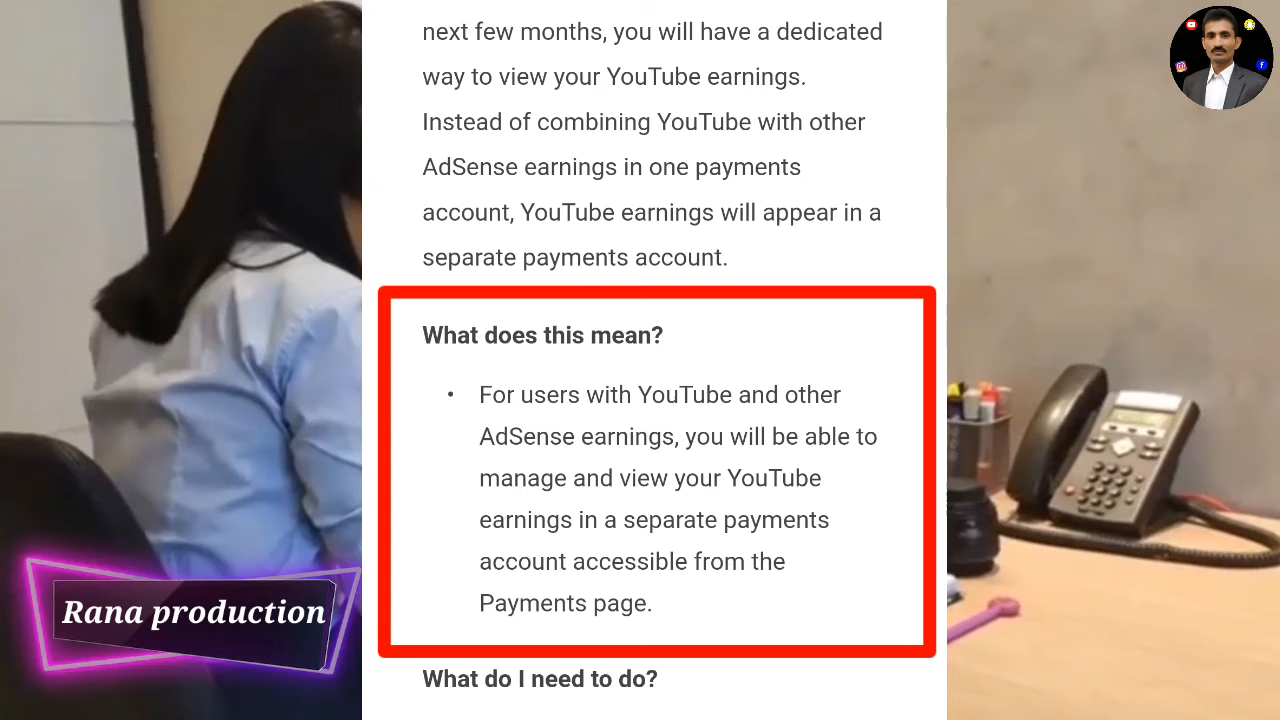 next few months, you will have a dedicated
way to view your YouTube earnings.
Instead of combining YouTube with other
AdSense earnings in one payments
account, YouTube earnings will appear in a
separate payments account.
What does this mean?
• For users with YouTube and other
AdSense earnings, you will be able to
manage and view your YouTube
earnings in a separate payments
account accessible from the
Payments page.
What do I need to do?
Rana production